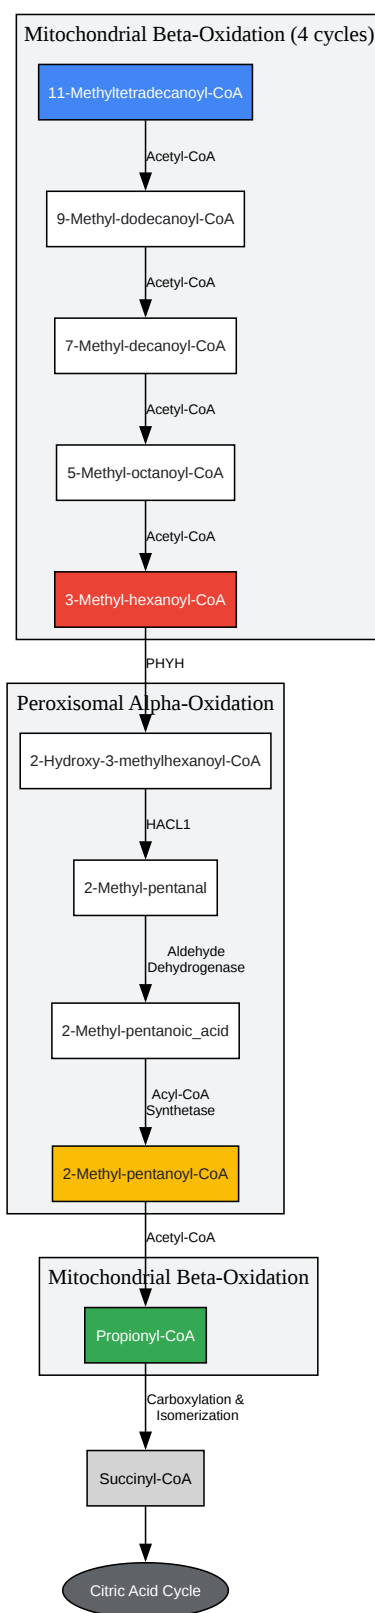 Mitochondrial Beta-Oxidation (4 cycles)
11-Methyltetradecanoyl-CoA
Acetyl-CoA
9-Methyl-dodecanoyl-CoA
Acetyl-CoA
7-Methyl-decanoyl-CoA
Acetyl-CoA
5-Methyl-octanoyl-CoA
Acetyl-CoA
3-Methyl-hexanoyl-CoA
PHYH
Peroxisomal Alpha-Oxidation
2-Hydroxy-3-methylhexanoyl-CoA
HACL1
2-Methyl-pentanal
Aldehyde
Dehydrogenase
2-Methyl-pentanoic_acid
Acyl-CoA
Synthetase
2-Methyl-pentanoyl-CoA
Acetyl-CoA
Mitochondrial Beta-Oxidation
Propionyl-CoA
Carboxylation &
Isomerization
Succinyl-CoA
Citric Acid Cycle